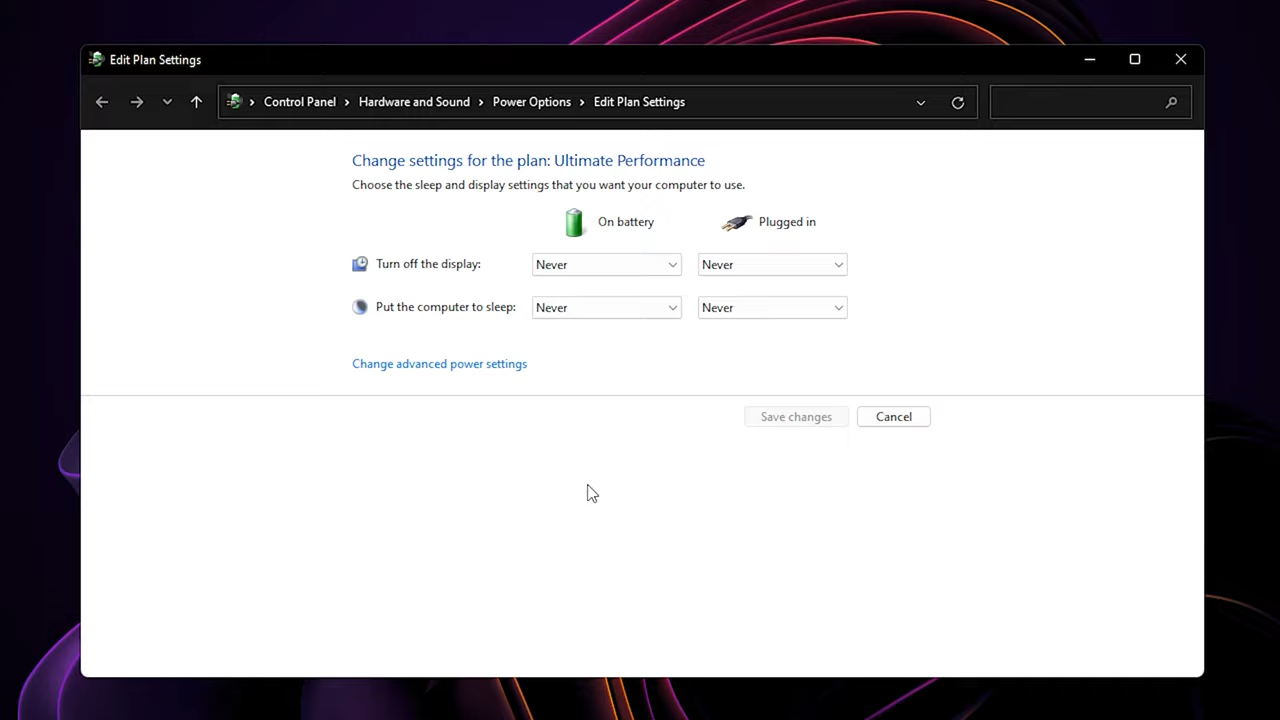 Edit Plan Settings
Control Panel > Hardware and Sound > Power Options > Edit Plan Settings
Change settings for the plan: Ultimate Performance
Choose the sleep and display settings that you want your computer to use.
On battery Plugged in
Turn off the display: Never Never
Put the computer to sleep: Never Never
Change advanced power settings
Save changes Cancel